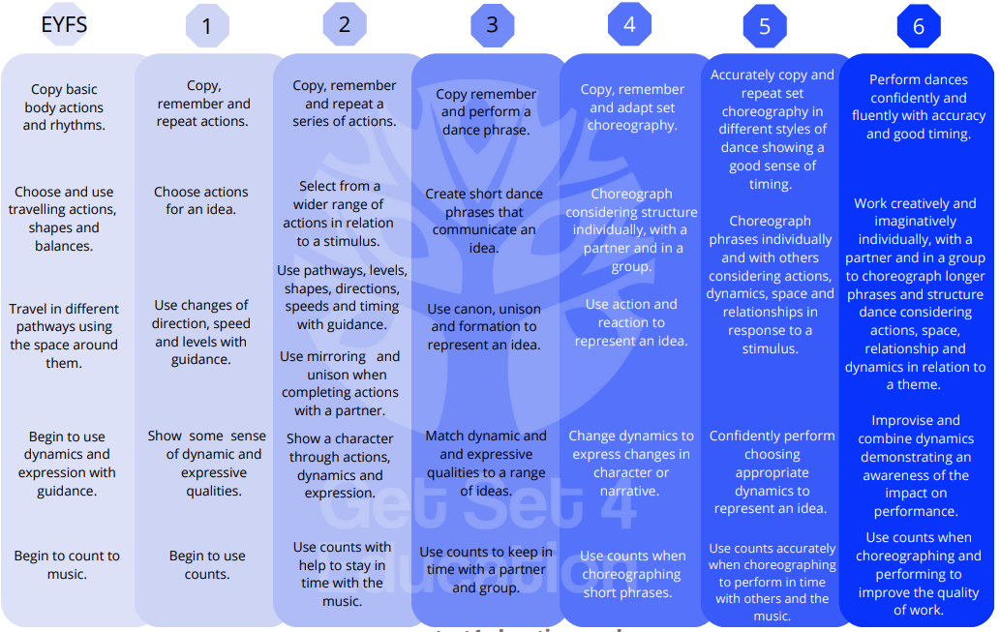 EYFS
1
2
3
4
5
6
Copy basic
body actions
and rhythms.
Choose and use
travelling actions,
shapes and
balances.
Travel in different
pathways using
the space around
them.
Begin to use
dynamics and
expression with
guidance.
Begin to count to
music.
Copy,
remember and
repeat actions.
Choose actions
for an idea.
Use changes of
direction, speed
and levels with
guidance.
Show some sense
of dynamic and
expressive
qualities.
Begin to use
counts.
Copy, remember
and repeat a
series of actions.
Select from a
wider range of
actions in relation
to a stimulus.
Use pathways, levels,
shapes, directions,
speeds and timing
with guidance.
Use mirroring and
unison when
completing actions
with a partner.
Show a character
through actions,
dynamics and
expression.
Use counts with
help to stay in
time with the
music.
Copy remember
and perform a
dance phrase.
Create short dance
phrases that
communicate an
idea.
Use canon, unison
and formation to
represent an idea.
Match dynamic and
and expressive
qualities to a range
of ideas.
Use counts to keep in
time with a partner
and group.
Copy, remember
and adapt set
choreography.
Choreograph
considering structure
individually, with a
partner and in a
group.
Use action and
reaction to
represent an idea.
Change dynamics to
express changes in
character or
narrative.
Use counts when
choreographing
short phrases.
Accurately copy and
repeat set
choreography in
different styles of
dance showing a
good sense of
timing.
Choreograph
phrases individually
and with others
considering actions,
dynamics, space and
relationships in
response to a
stimulus.
Confidently perform
choosing
appropriate
dynamics to
represent an idea.
Use counts accurately
when choreographing
to perform in time
with others and the
music.
Perform dances
confidently and
fluently with accuracy
and good timing.
Work creatively and
imaginatively
individually, with a
partner and in a group
to choreograph longer
phrases and structure
dance considering
actions, space,
relationship and
dynamics in relation to
a theme.
Improvise and
combine dynamics
demonstrating an
awareness of the
impact on
performance.
Use counts when
choreographing and
performing to
improve the quality
of work.
Get Set 4
Education